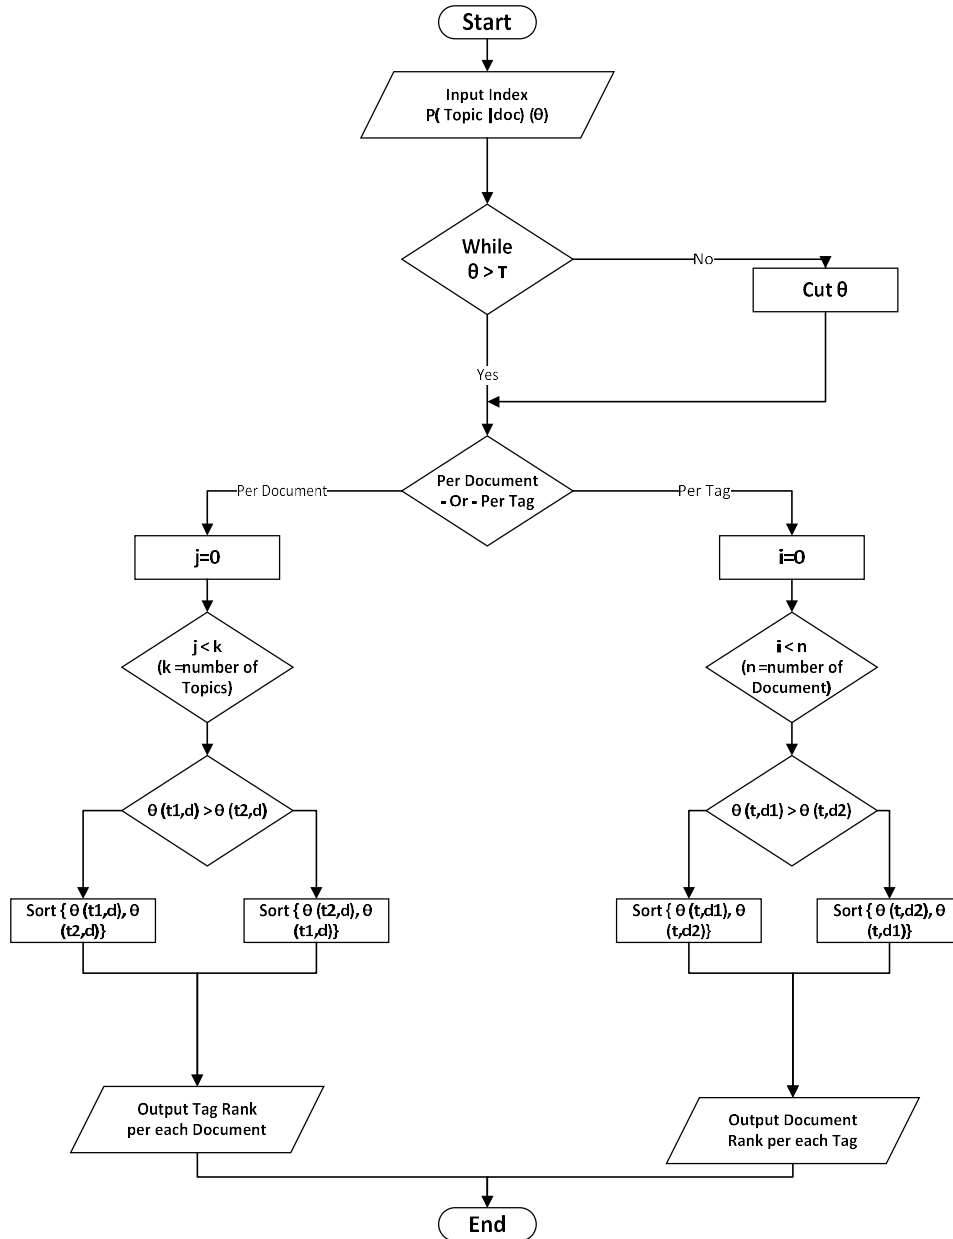 Start
Input Index
P( Topic |doc) (θ)
While
θ > T
No
Cut θ
Yes
Per Document
- Or - Per Tag
Per Document
Per Tag
j=0
i=0
j < k
(k =number of
Topics)
i < n
(n =number of
Document)
θ (t1,d) > θ (t2,d)
θ (t,d1) > θ (t,d2)
Sort { θ (t1,d), θ
(t2,d)}
Sort { θ (t2,d), θ
(t1,d)}
Sort { θ (t,d1), θ
(t,d2)}
Sort { θ (t,d2), θ
(t,d1)}
Output Tag Rank
per each Document
Output Document
Rank per each Tag
End